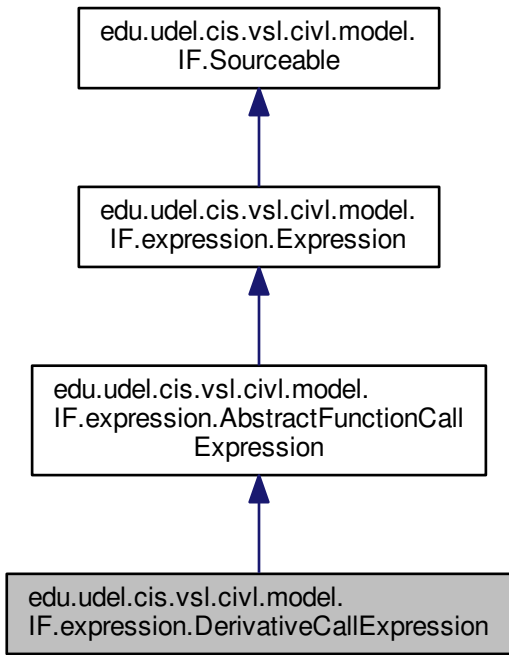 edu.udel.cis.vsl.civl.model.
IF.Sourceable
edu.udel.cis.vsl.civl.model.
IF.expression.Expression
edu.udel.cis.vsl.civl.model.
IF.expression.AbstractFunctionCall
Expression
edu.udel.cis.vsl.civl.model.
IF.expression.DerivativeCallExpression